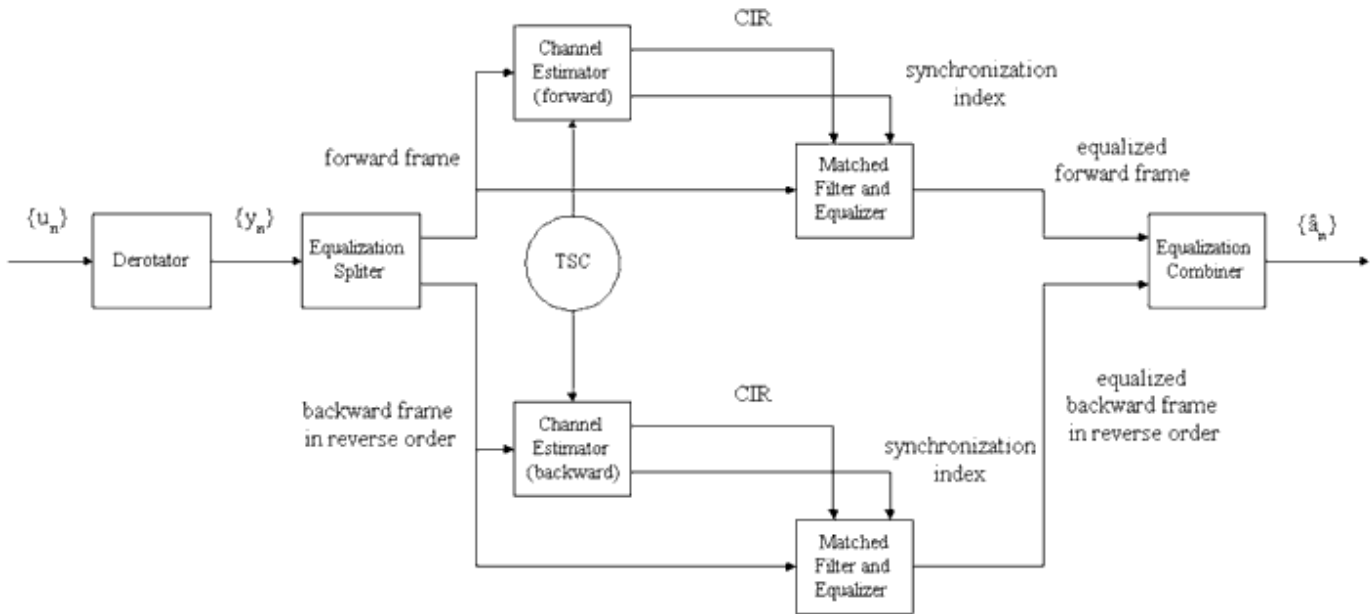 CIR
Channel
Estimator
(forward)
synchronization
index
forward frame
Matched
Filter and
Equalizer
equalized
forward frame
{u_n}
Derotator
{y_n}
Equalization
Spliter
TSC
Equalization
Combiner
{â_n}
backward frame
in reverse order
Channel
Estimator
(backward)
CIR
synchronization
index
equalized
backward frame
in reverse order
Matched
Filter and
Equalizer